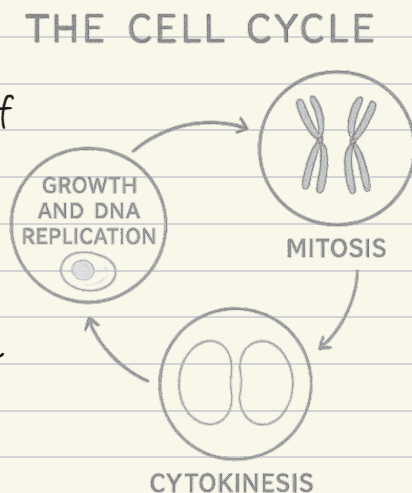 THE CELL CYCLE
f
GROWTH
AND DNA
REPLICATION
MITOSIS
CYTOKINESIS